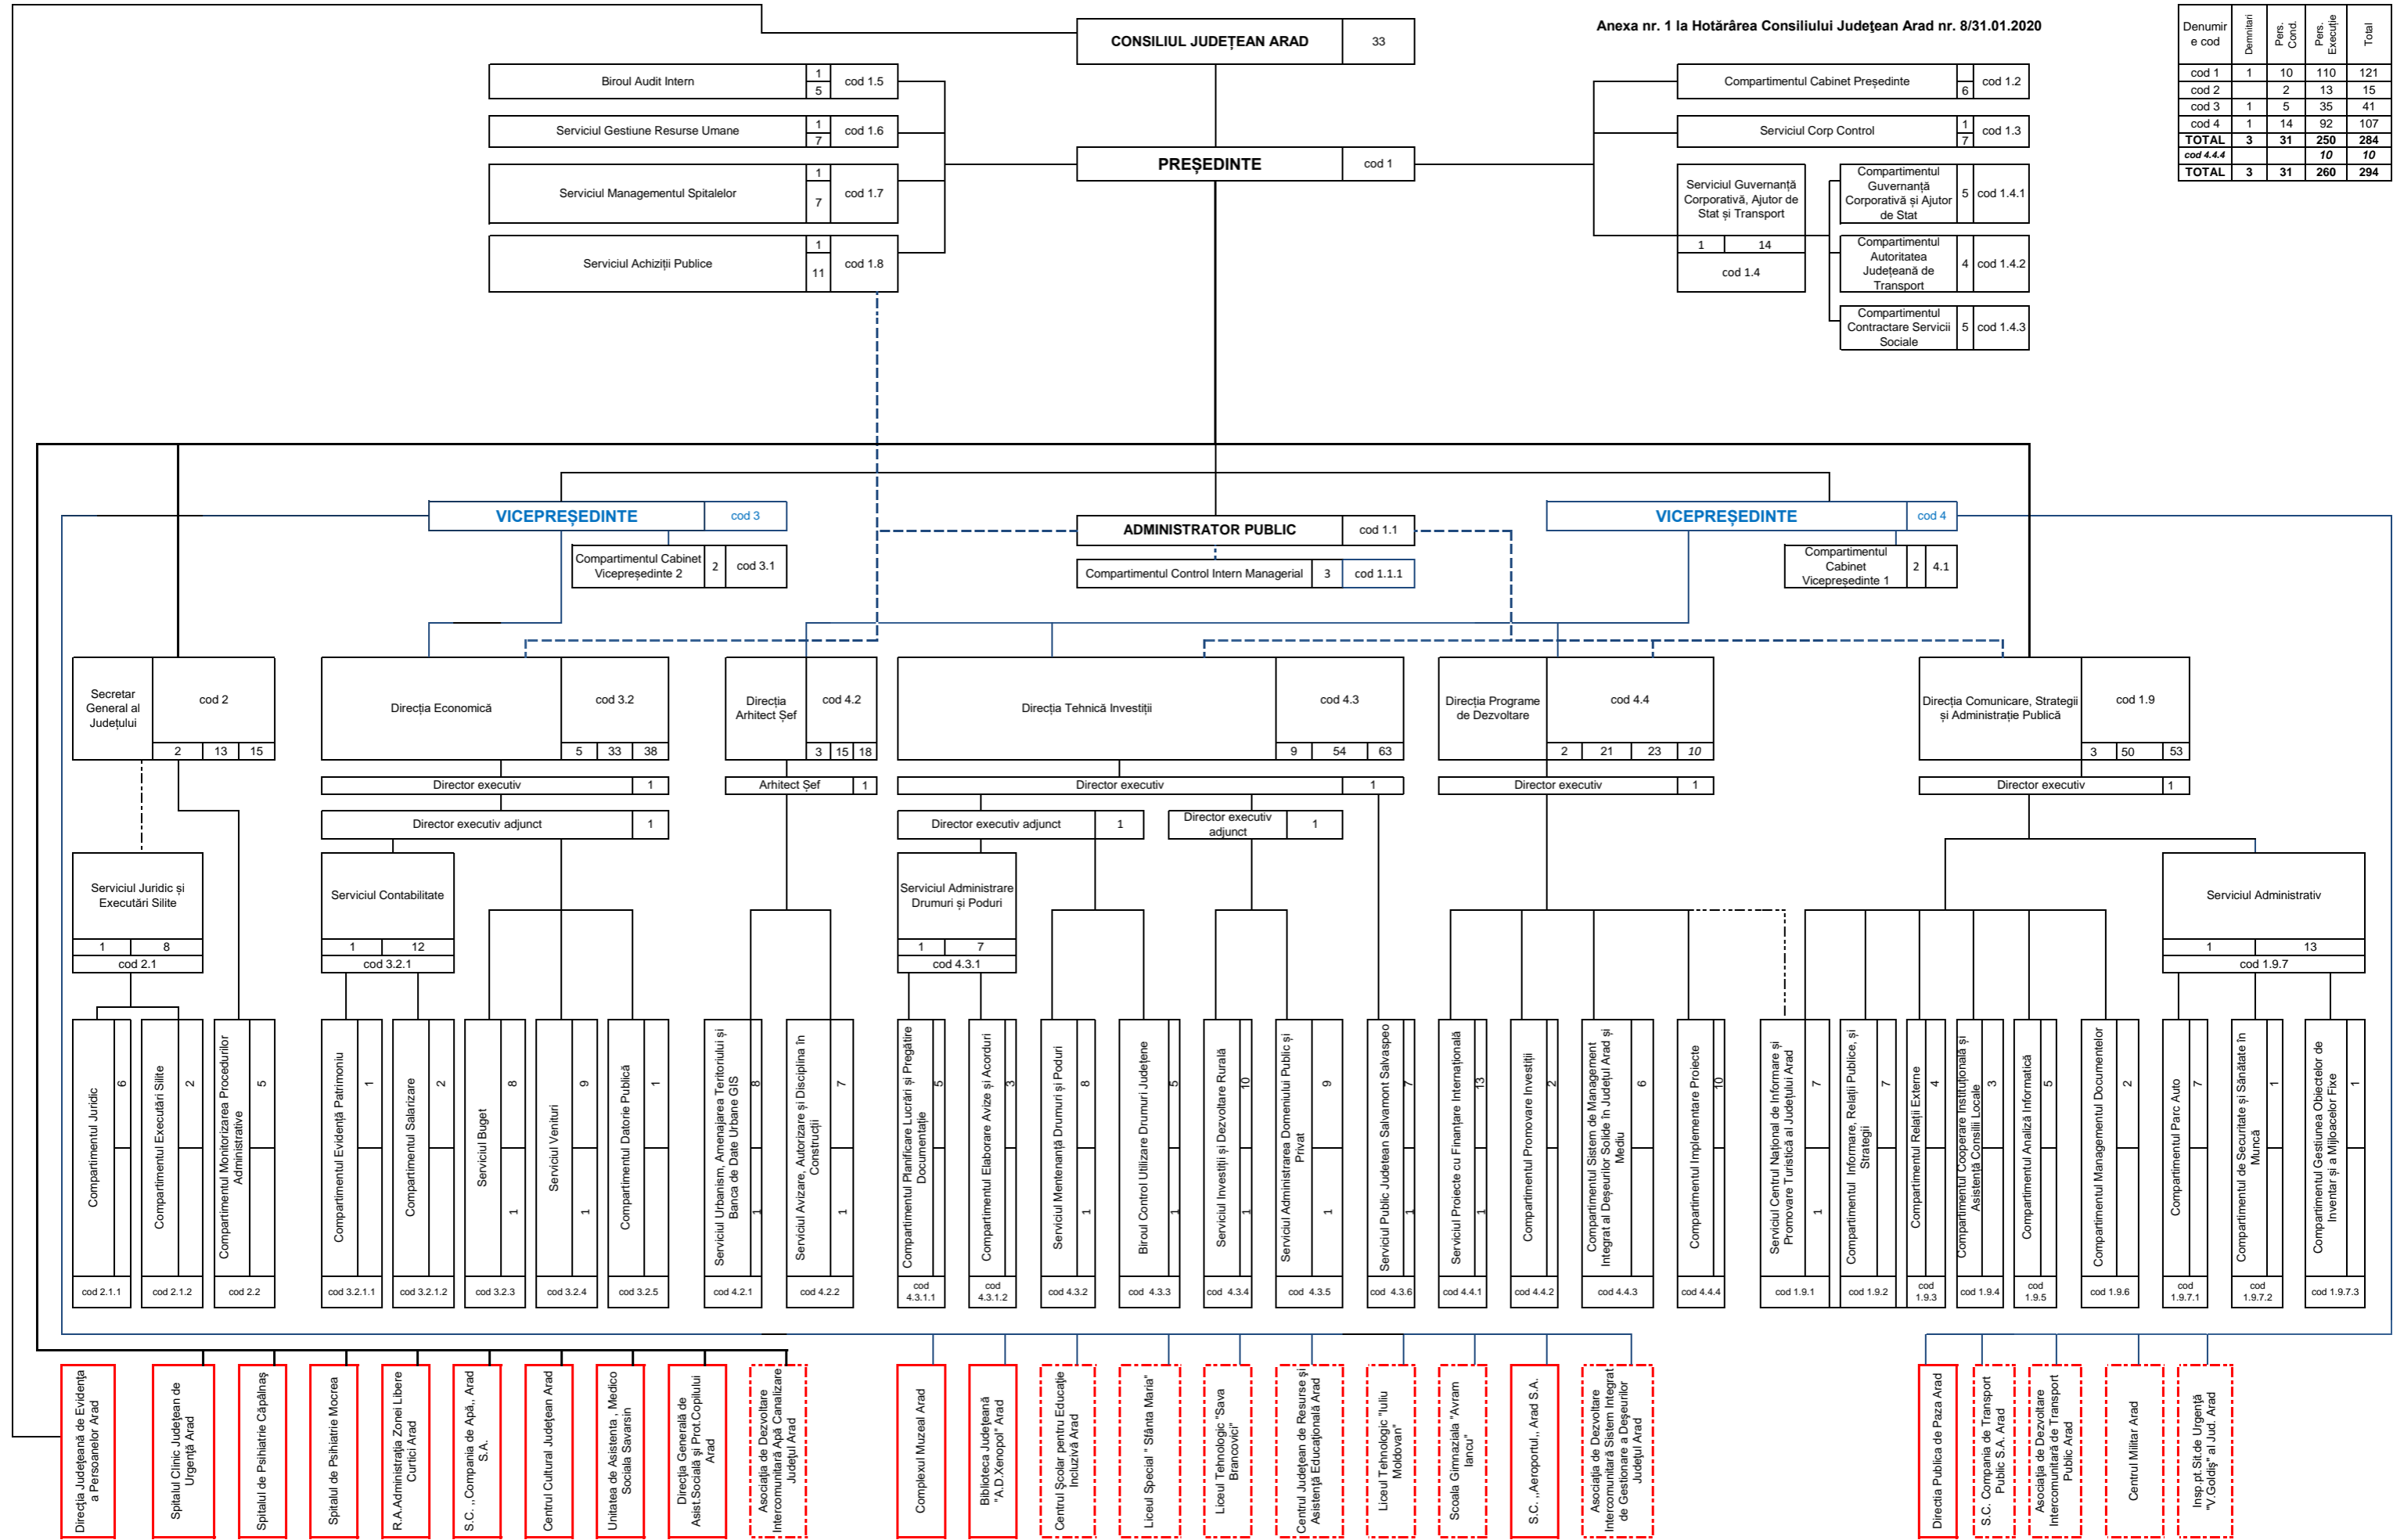 Anexa nr. 1 la Hotărârea Consiliului Judeţean Arad nr. 8/31.01.2020
CONSILIUL JUDEȚEAN ARAD 33
Denumir
e cod
Demnitari
Pers.
Cond.
Pers.
Execuție
Total
cod 1 1 10 110 121
cod 2 2 13 15
cod 3 1 5 35 41
cod 4 1 14 92 107
TOTAL 3 31 250 284
cod 4.4.4 10 10
TOTAL 3 31 260 294
Biroul Audit Intern 1 5 cod 1.5
Serviciul Gestiune Resurse Umane 1 7 cod 1.6
Serviciul Managementul Spitalelor 1 7 cod 1.7
Serviciul Achiziții Publice 1 11 cod 1.8
PREȘEDINTE cod 1
Compartimentul Cabinet Președinte 6 cod 1.2
Serviciul Corp Control 1 7 cod 1.3
Serviciul Guvernanță
Corporativă, Ajutor de
Stat și Transport
1 14
cod 1.4
Compartimentul
Guvernanță
Corporativă și Ajutor
de Stat
5 cod 1.4.1
Compartimentul
Autoritatea
Județeană de
Transport
4 cod 1.4.2
Compartimentul
Contractare Servicii
Sociale
5 cod 1.4.3
VICEPREȘEDINTE cod 3
Compartimentul Cabinet
Vicepreședinte 2
2 cod 3.1
ADMINISTRATOR PUBLIC cod 1.1
Compartimentul Control Intern Managerial 3 cod 1.1.1
VICEPREȘEDINTE cod 4
Compartimentul
Cabinet
Vicepreședinte 1
2 4.1
Secretar
General al
Județului
cod 2
2 13 15
Direcția Economică cod 3.2
5 33 38
Direcția
Arhitect Șef
cod 4.2
3 15 18
Direcția Tehnică Investiții cod 4.3
9 54 63
Direcția Programe
de Dezvoltare
cod 4.4
2 21 23 10
Direcția Comunicare, Strategii
și Administrație Publică
cod 1.9
3 50 53
Director executiv 1
Arhitect Șef 1
Director executiv 1
Director executiv 1
Director executiv 1
Director executiv adjunct 1
Director executiv adjunct 1
Director executiv
adjunct
1
Serviciul Juridic și
Executări Silite
1 8
cod 2.1
Serviciul Contabilitate
1 12
cod 3.2.1
Serviciul Administrare
Drumuri și Poduri
1 7
cod 4.3.1
Serviciul Administrativ
1 13
cod 1.9.7
Compartimentul Juridic
6
cod 2.1.1
Compartimentul Executări Silite
2
cod 2.1.2
Compartimentul Monitorizarea Procedurilor
Administrative
5
cod 2.2
Compartimentul Evidență Patrimoniu
1
cod 3.2.1.1
Compartimentul Salarizare
2
cod 3.2.1.2
Serviciul Buget
8
1
cod 3.2.3
Serviciul Venituri
9
1
cod 3.2.4
Compartimentul Datorie Publică
1
cod 3.2.5
Serviciul Urbanism, Amenajarea Teritoriului și
Banca de Date Urbane GIS
8
1
cod 4.2.1
Serviciul Avizare, Autorizare și Disciplina în
Construcții
7
1
cod 4.2.2
Compartimentul Planificare Lucrări și Pregătire
Documentație
5
cod
4.3.1.1
Compartimentul Elaborare Avize și Acorduri
3
cod
4.3.1.2
Serviciul Mentenanță Drumuri și Poduri
8
1
cod 4.3.2
Biroul Control Utilizare Drumuri Județene
5
1
cod 4.3.3
Serviciul Investiții și Dezvoltare Rurală
10
1
cod 4.3.4
Serviciul Administrarea Domeniului Public și
Privat
9
1
cod 4.3.5
Serviciul Public Judetean Salvamont Salvaspeo
7
1
cod 4.3.6
Serviciul Proiecte cu Finanțare Internațională
13
1
cod 4.4.1
Compartimentul Promovare Investiții
2
cod 4.4.2
Compartimentul Sistem de Management
Integrat al Deșeurilor Solide în Județul Arad și
Mediu
6
cod 4.4.3
Compartimentul Implementare Proiecte
10
cod 4.4.4
Serviciul Centrul Național de Informare și
Promovare Turistică al Județului Arad
7
1
cod 1.9.1
Compartimentul Informare, Relații Publice, și
Strategii
7
cod 1.9.2
Compartimentul Relații Externe
4
cod
1.9.3
Compartimentul Cooperare Instituțională și
Asistență Consilii Locale
3
cod 1.9.4
Compartimentul Analiză Informatică
5
cod
1.9.5
Compartimentul Managementul Documentelor
2
cod 1.9.6
Compartimentul Parc Auto
7
cod
1.9.7.1
Compartimentul de Securitate și Sănătate în
Muncă
1
cod
1.9.7.2
Compartimentul Gestiunea Obiectelor de
Inventar și a Mijloacelor Fixe
1
cod 1.9.7.3
Direcţia Judeţeană de Evidenţa
a Persoanelor Arad
Spitalul Clinic Judeţean de
Urgenţă Arad
Spitalul de Psihiatrie Căpâlnaş
Spitalul de Psihiatrie Mocrea
R.A.Administraţia Zonei Libere
Curtici Arad
S.C. ,,Compania de Apă,, Arad
S.A.
Centrul Cultural Judeţean Arad
Unitatea de Asistenta , Medico
Sociala Savarsin
Direcţia Generală de
Asist.Socială şi Prot.Copilului
Arad
Asociaţia de Dezvoltare
Intercomunitară Apă Canalizare
Judeţul Arad
Complexul Muzeal Arad
Biblioteca Judeţeană
"A.D.Xenopol" Arad
Centrul Şcolar pentru Educaţie
Incluzivă Arad
Liceul Special " Sfânta Maria"
Liceul Tehnologic "Sava
Brancovici"
Centrul Judeţean de Resurse şi
Asistenţă Educaţională Arad
Liceul Tehnologic "Iuliu
Moldovan"
Scoala Gimnaziala "Avram
Iancu"
S.C. ,,Aeroportul,, Arad S.A.
Asociaţia de Dezvoltare
Intercomunitară Sistem Integrat
de Gestionare a Deşeurilor
Judeţul Arad
Directia Publica de Paza Arad
S.C. Compania de Transport
Public S.A. Arad
Asociaţia de Dezvoltare
Intercomunitară de Transport
Public Arad
Centrul Militar Arad
Insp.pt.Sit.de Urgenţă
"V.Goldiş" al Jud. Arad